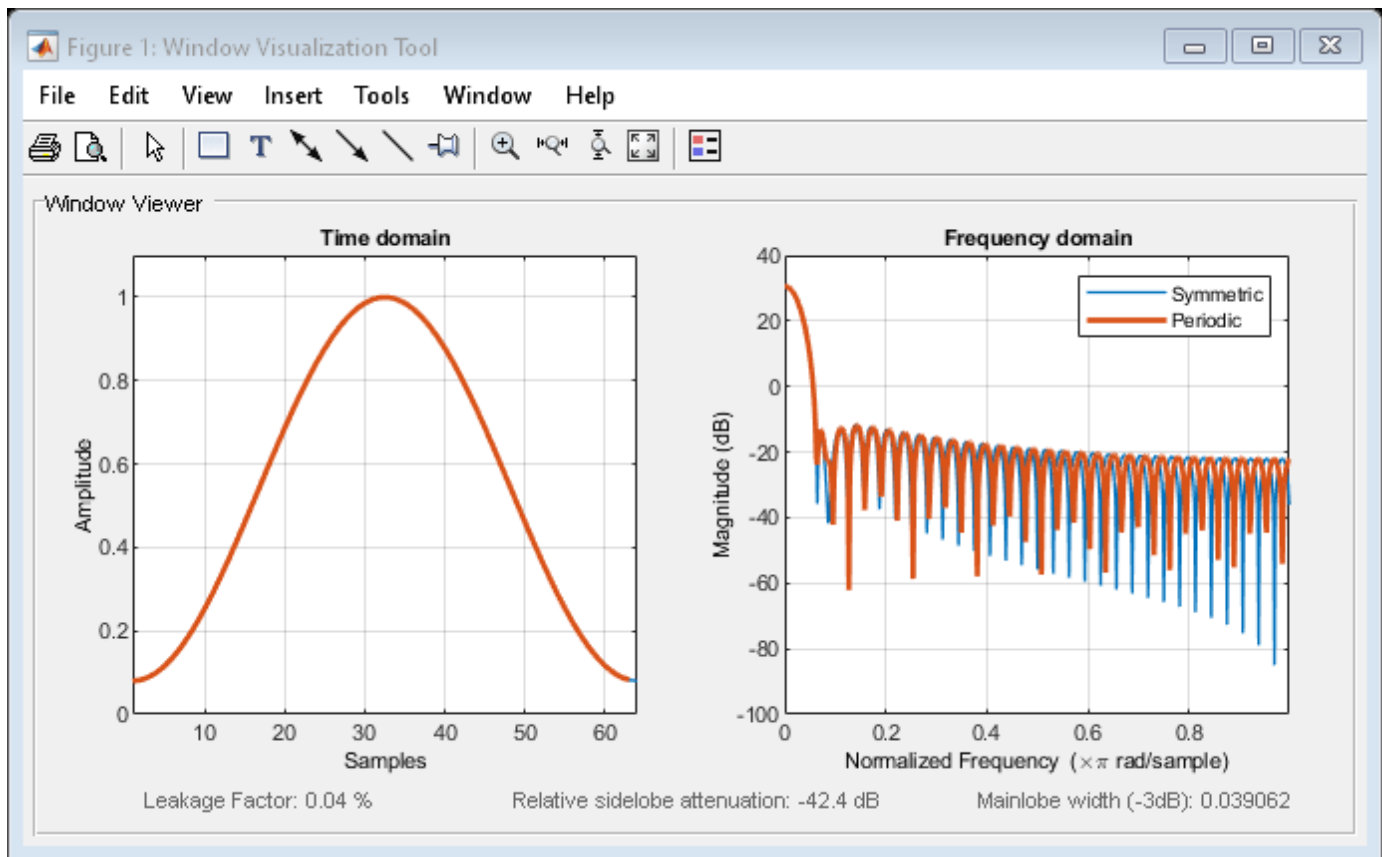 Figure 1: Window Visualization Tool
File Edit View Insert Tools Window Help
T
Window Viewer
Time domain
1
0.8
0.6
0.4
0.2
0
Amplitude
10 20 30 40 50 60
Samples
Frequency domain
40
20
0
-20
-40
-60
-80
-100
Magnitude (dB)
Symmetric
Periodic
0 0.2 0.4 0.6 0.8
Normalized Frequency (×π rad/sample)
Leakage Factor: 0.04 % Relative sidelobe attenuation: -42.4 dB Mainlobe width (-3dB): 0.039062